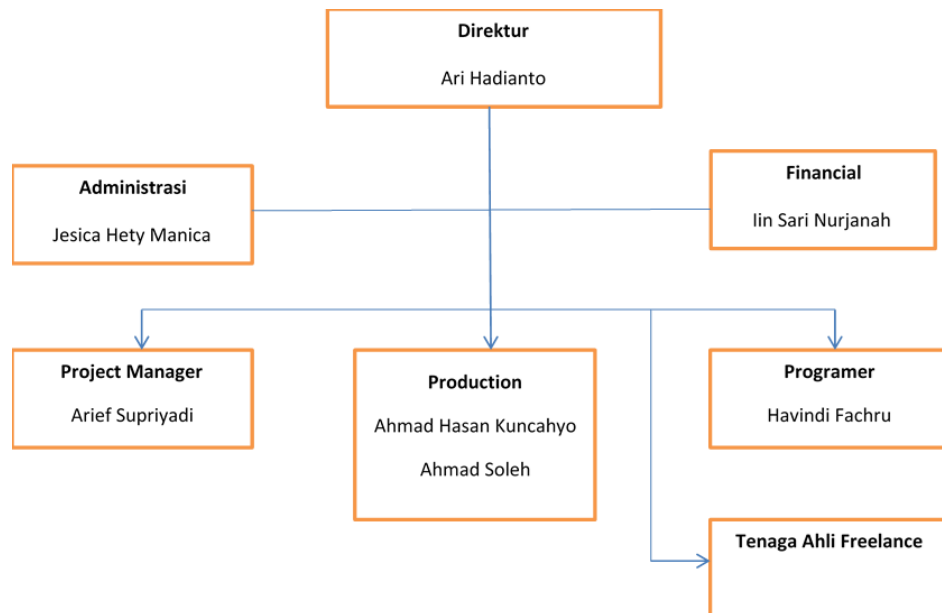 Direktur
Ari Hadianto
Administrasi
Jesica Hety Manica
Financial
Iin Sari Nurjanah
Project Manager
Arief Supriyadi
Production
Ahmad Hasan Kuncahyo
Ahmad Soleh
Programer
Havindi Fachru
Tenaga Ahli Freelance